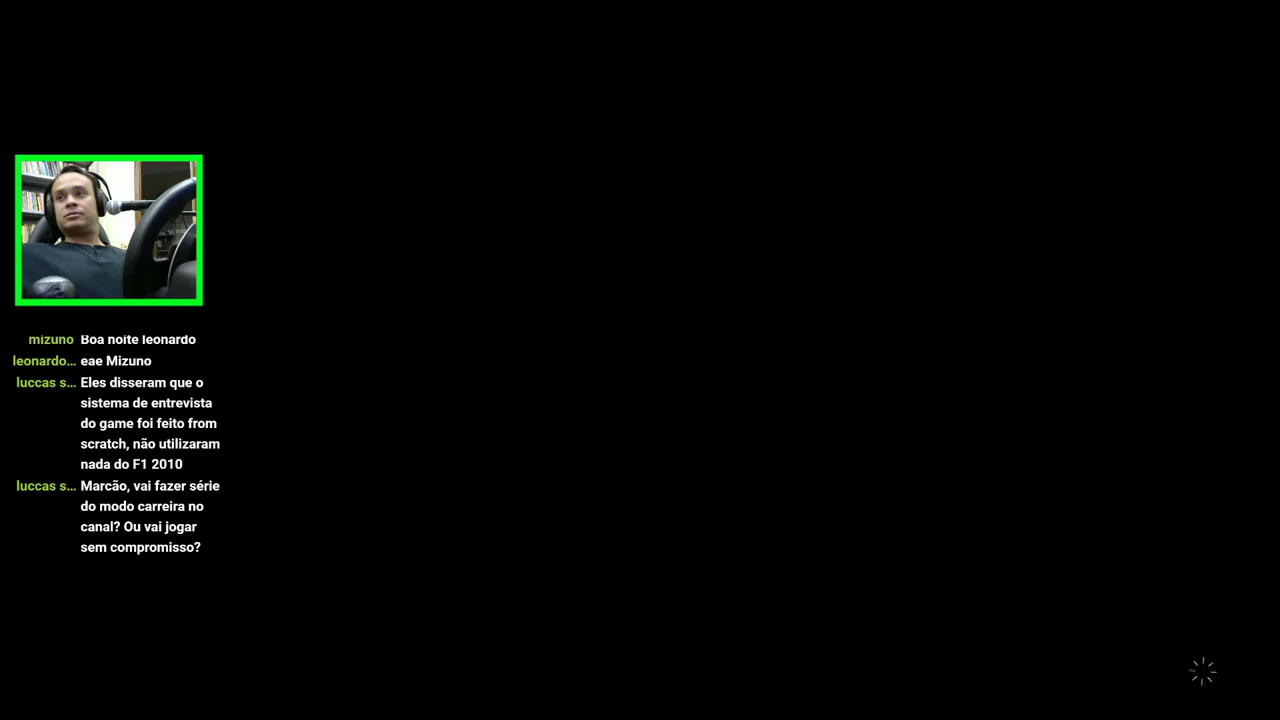 mizuno Boa noite leonardo
leonardo... eae Mizuno
luccas s... Eles disseram que o
sistema de entrevista
do game foi feito from
scratch, não utilizaram
nada do F1 2010
luccas s... Marcão, vai fazer série
do modo carreira no
canal? Ou vai jogar
sem compromisso?